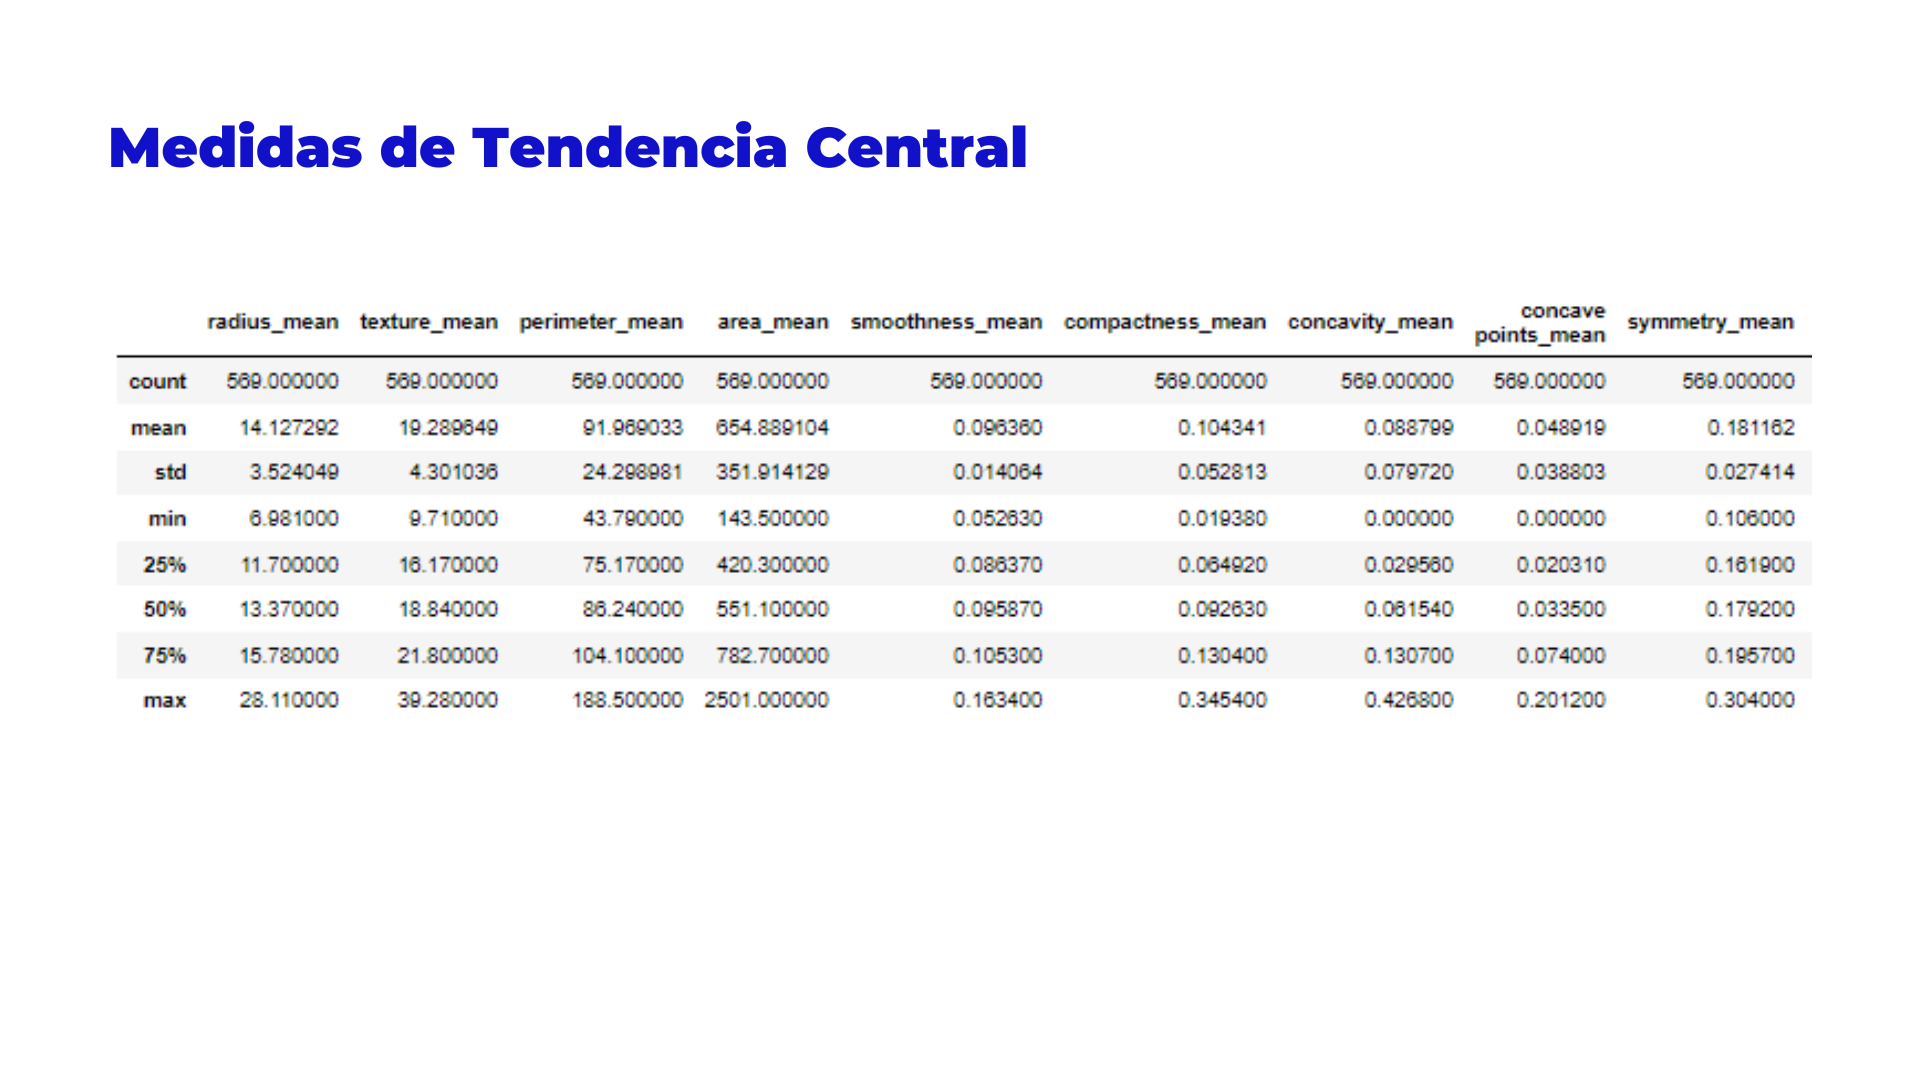 Medidas de Tendencia Central
radius_mean texture_mean perimeter_mean area_mean smoothness_mean compactness_mean concavity_mean concave points_mean symmetry_mean
count 569.000000 569.000000 569.000000 569.000000 569.000000 569.000000 569.000000 569.000000 569.000000
mean 14.127292 19.289649 91.969033 654.889104 0.096360 0.104341 0.088799 0.048919 0.181162
std 3.524049 4.301036 24.298981 351.914129 0.014064 0.052813 0.079720 0.038803 0.027414
min 6.981000 9.710000 43.790000 143.500000 0.052630 0.019380 0.000000 0.000000 0.106000
25% 11.700000 16.170000 75.170000 420.300000 0.086370 0.064920 0.029560 0.020310 0.161900
50% 13.370000 18.840000 86.240000 551.100000 0.095870 0.092630 0.061540 0.033500 0.179200
75% 15.780000 21.800000 104.100000 782.700000 0.105300 0.130400 0.130700 0.074000 0.195700
max 28.110000 39.280000 188.500000 2501.000000 0.163400 0.345400 0.426800 0.201200 0.304000